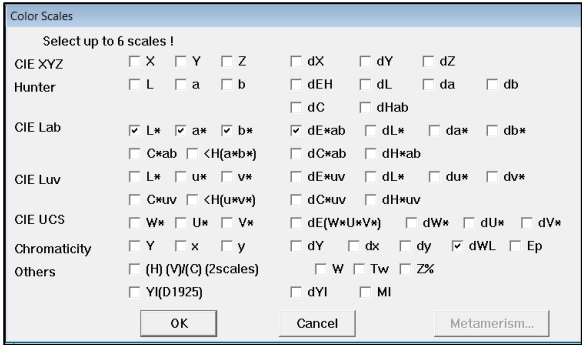 Color Scales
Select up to 6 scales !
CIE XYZ X Y Z dX dY dZ
Hunter L a b dEH dL da db
dC dHab
CIE Lab L* a* b* dE*ab dL* da* db*
C*ab <H(a*b*) dC*ab dH*ab
CIE Luv L* u* v* dE*uv dL* du* dv*
C*uv <H(u*v*) dC*uv dH*uv
CIE UCS W* U* V* dE(W*U*V*) dW* dU* dV*
Chromaticity Y x y dY dx dy dWL Ep
Others (H) (V)/(C) (2scales) W Tw Z%
YI(D1925) dYI MI
OK Cancel Metamerism...